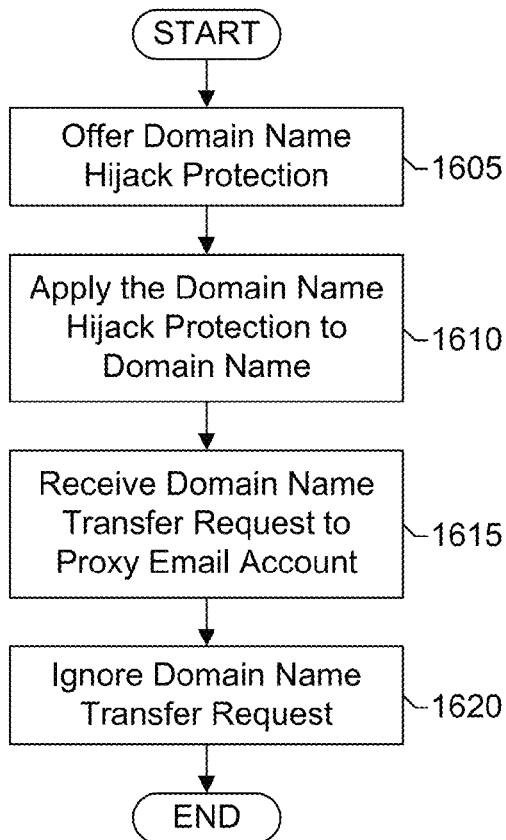 START
Offer Domain Name
Hijack Protection
1605
Apply the Domain Name
Hijack Protection to
Domain Name
1610
Receive Domain Name
Transfer Request to
Proxy Email Account
1615
Ignore Domain Name
Transfer Request
1620
END